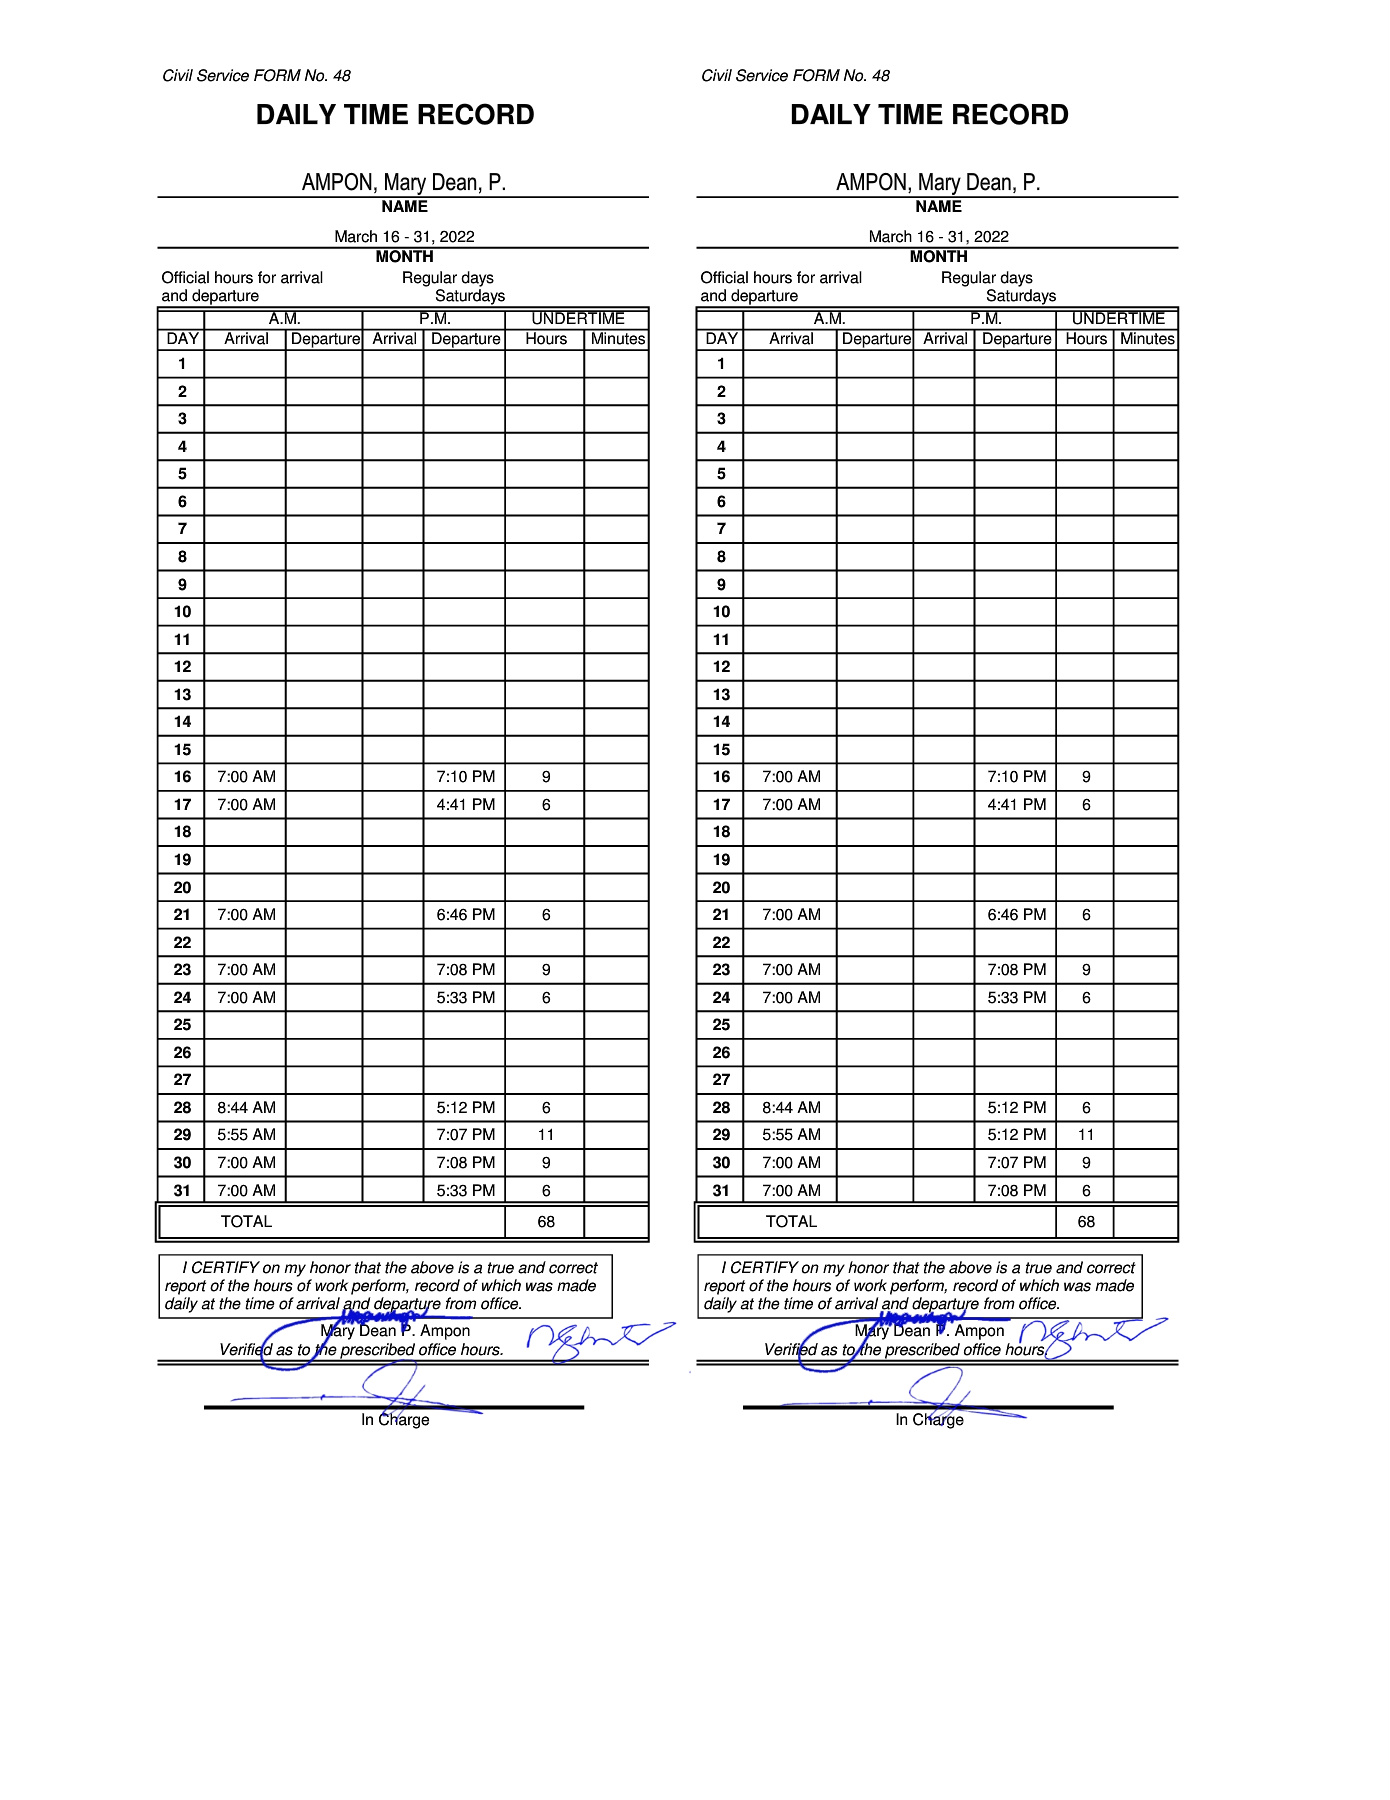 Civil Service FORM No. 48
DAILY TIME RECORD
AMPON, Mary Dean, P.
NAME
March 16 - 31, 2022
MONTH
Official hours for arrival Regular days
and departure Saturdays
A.M. P.M. UNDERTIME
DAY Arrival Departure Arrival Departure Hours Minutes
1
2
3
4
5
6
7
8
9
10
11
12
13
14
15
16 7:00 AM 7:10 PM 9
17 7:00 AM 4:41 PM 6
18
19
20
21 7:00 AM 6:46 PM 6
22
23 7:00 AM 7:08 PM 9
24 7:00 AM 5:33 PM 6
25
26
27
28 8:44 AM 5:12 PM 6
29 5:55 AM 7:07 PM 11
30 7:00 AM 7:08 PM 9
31 7:00 AM 5:33 PM 6
TOTAL 68
I CERTIFY on my honor that the above is a true and correct
report of the hours of work perform, record of which was made
daily at the time of arrival and departure from office.
Mary Dean P. Ampon
Verified as to the prescribed office hours.
In Charge
Civil Service FORM No. 48
DAILY TIME RECORD
AMPON, Mary Dean, P.
NAME
March 16 - 31, 2022
MONTH
Official hours for arrival Regular days
and departure Saturdays
A.M. P.M. UNDERTIME
DAY Arrival Departure Arrival Departure Hours Minutes
1
2
3
4
5
6
7
8
9
10
11
12
13
14
15
16 7:00 AM 7:10 PM 9
17 7:00 AM 4:41 PM 6
18
19
20
21 7:00 AM 6:46 PM 6
22
23 7:00 AM 7:08 PM 9
24 7:00 AM 5:33 PM 6
25
26
27
28 8:44 AM 5:12 PM 6
29 5:55 AM 5:12 PM 11
30 7:00 AM 7:07 PM 9
31 7:00 AM 7:08 PM 6
TOTAL 68
I CERTIFY on my honor that the above is a true and correct
report of the hours of work perform, record of which was made
daily at the time of arrival and departure from office.
Mary Dean P. Ampon
Verified as to the prescribed office hours.
In Charge